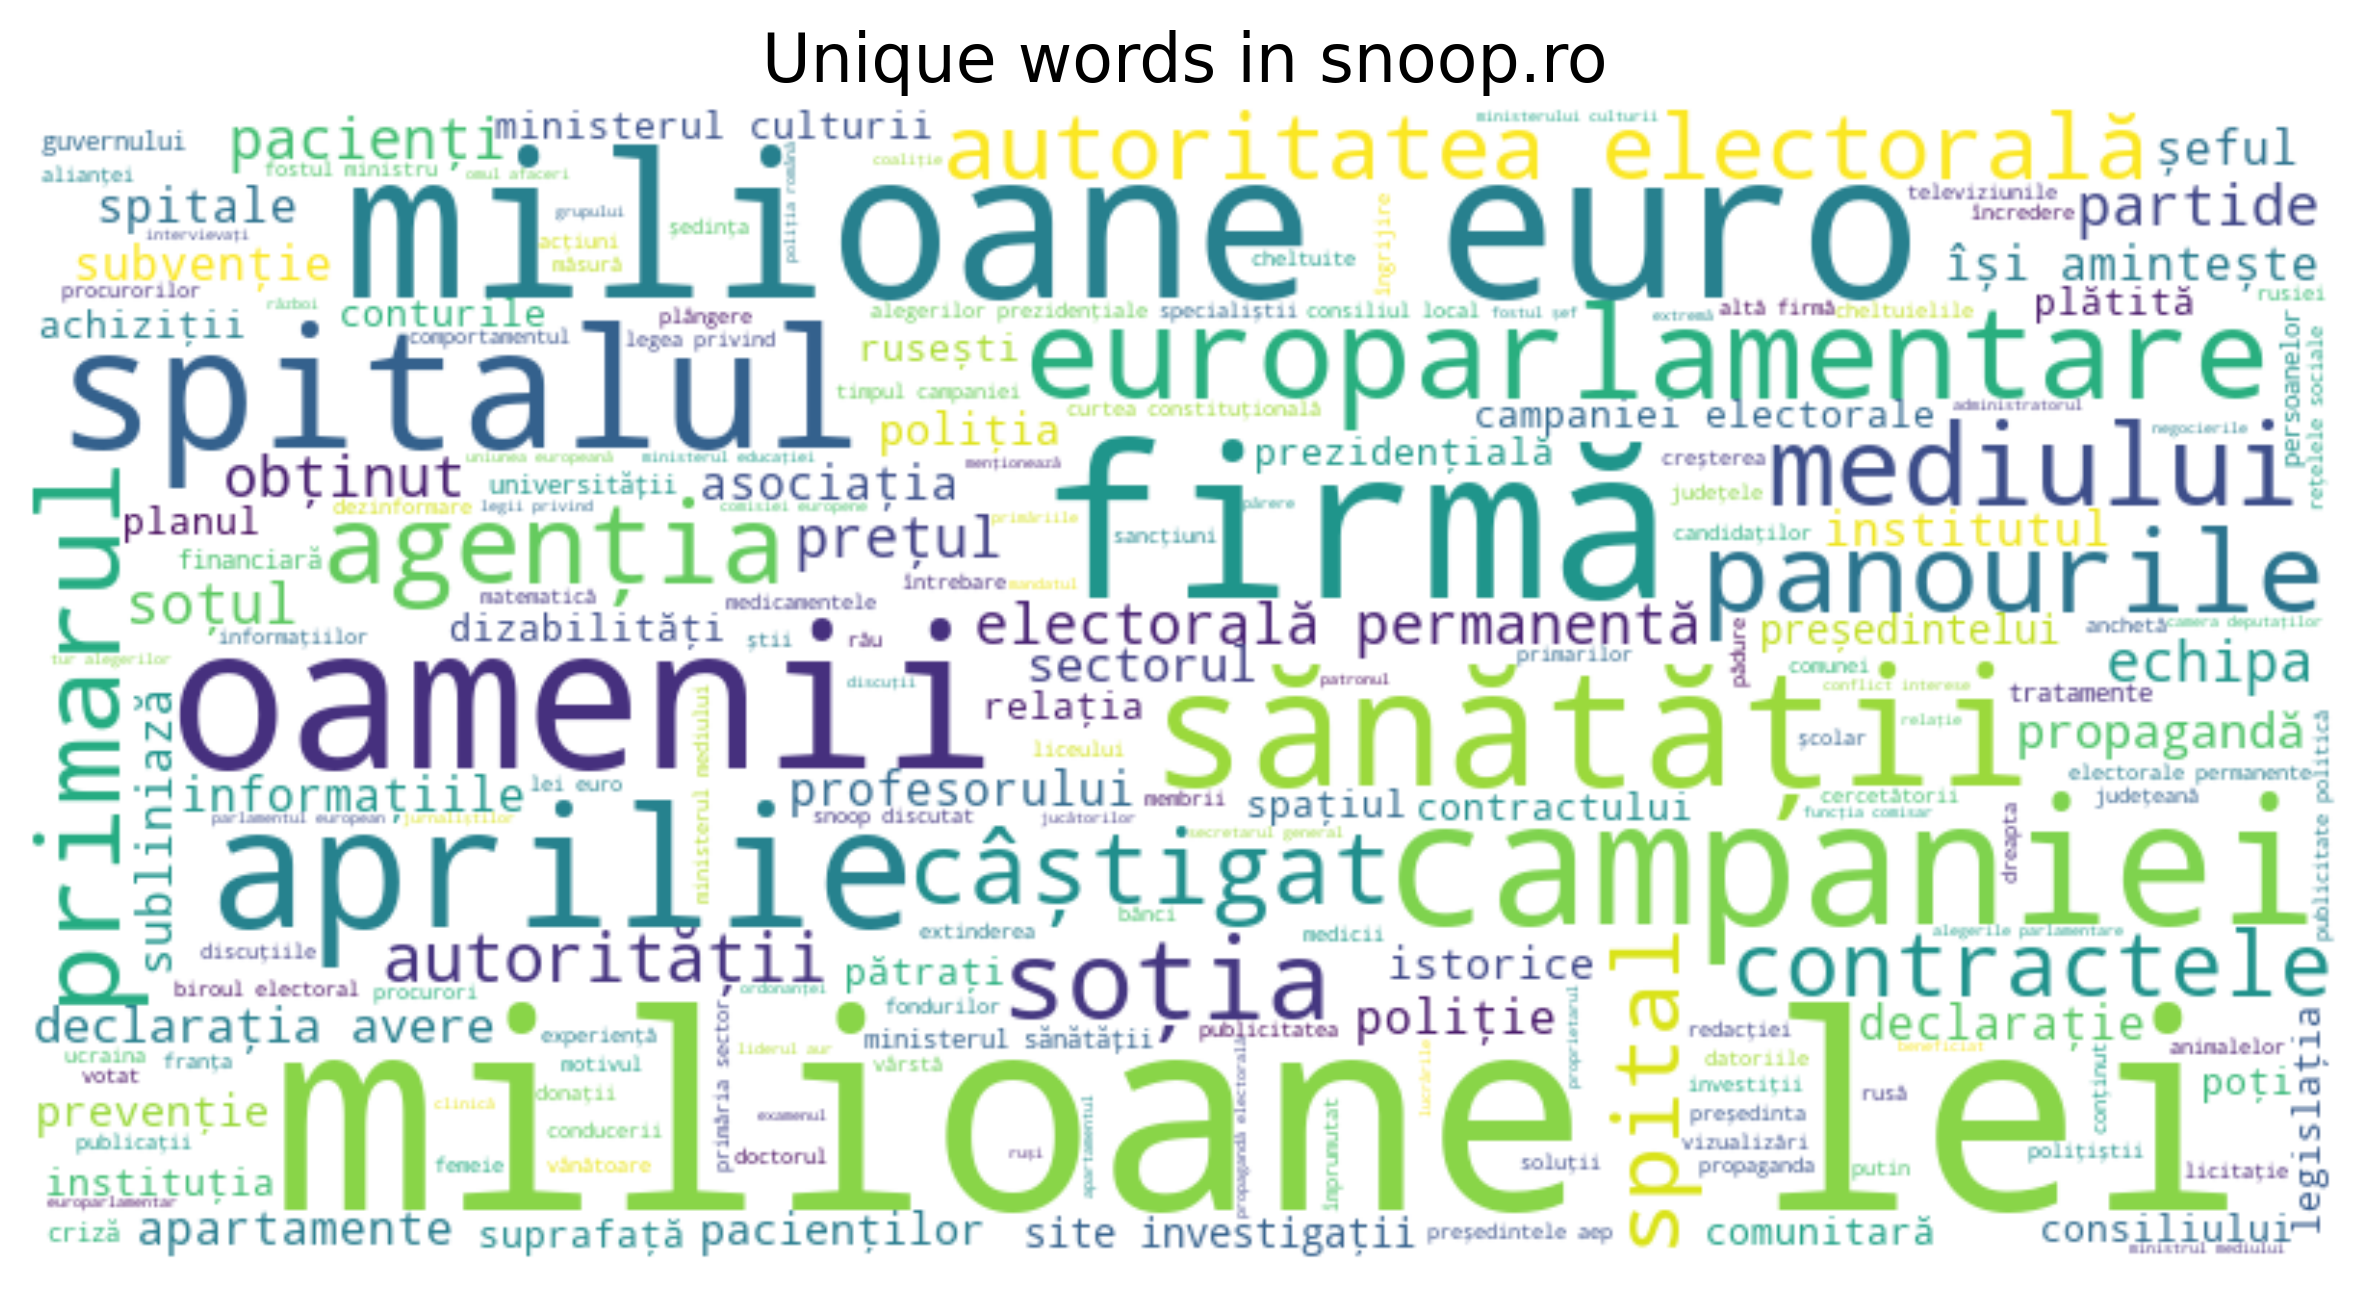 Unique words in snoop.ro
guvernului
pacienți
ministerul culturii
ministerului culturii
autoritatea electorală
șeful
alianței
fostul ministru
omul afaceri
coaliție
poliția română
milioane euro
spitale
grupului
ședința
televiziunile
încredere
partide
intervievați
acțiuni
măsură
cheltuite
îngrijire
subvenție
își amintește
procurorilor
război
conturile
plângere
alegerilor prezidențiale
specialiștii
consiliul local
fostul șef
extremă
altă firmă
cheltuielile
plătită
rusiei
achiziții
comportamentul
legea privind
rusești
europarlamentare
persoanelor
rețelele sociale
spitalul
timpul campaniei
curtea constituțională
campaniei electorale
administratorul
poliția
negocierile
uniunea europeană
ministerul educației
menționează
firmă
prezidențială
creșterea
mediului
obținut
universității
asociația
județele
primarul
planul
dezinformare
legii privind
comisiei europene
primăriile
părere
agenția
prețul
sancțiuni
candidaților
institutul
financiară
întrebare
mandatul
panourile
soțul
matematică
medicamentele
informațiilor
dizabilități
știi
rău
electorală permanentă
pădure
președintelui
anchetă
camera deputaților
tur alegerilor
oamenii
discuții
sectorul
primarilor
comunei
echipa
patronul
conflict interese
tratamente
subliniază
ministerul mediului
relația
sănătății
relație
propagandă
publicitate politică
liceului
școlar
informațiile
lei euro
profesorului
membrii
spațiul
contractului
electorale permanente
cercetătorii
județeană
parlamentul european
jurnaliștilor
snoop discutat
jucătorilor
secretarul general
funcția comisar
dreapta
aprilie
câștigat
campaniei
bănci
extinderea
medicii
alegerile parlamentare
discuțiile
autorității
pătrați
soția
istorice
spital
contractele
biroul electoral
procurori
ordonanței
fondurilor
proprietarul
declarația avere
experiență
primăria sector
ministerul sănătății
publicitatea
poliție
redacției
declarație
legislația
ucraina
franța
motivul
liderul aur
vârstă
lucrările
datoriile
beneficiat
animalelor
votat
milioane lei
donații
propagandă electorală
apartamentul
împrumutat
investiții
rusă
conținut
poți
prevenție
clinică
examenul
președinta
publicații
conducerii
vizualizări
polițiștii
femeie
vânătoare
doctorul
ruși
soluții
propaganda
putin
licitație
instituția
europarlamentar
criză
apartamente
suprafață
pacienților
site investigații
președintele aep
comunitară
consiliului
ministrul mediului